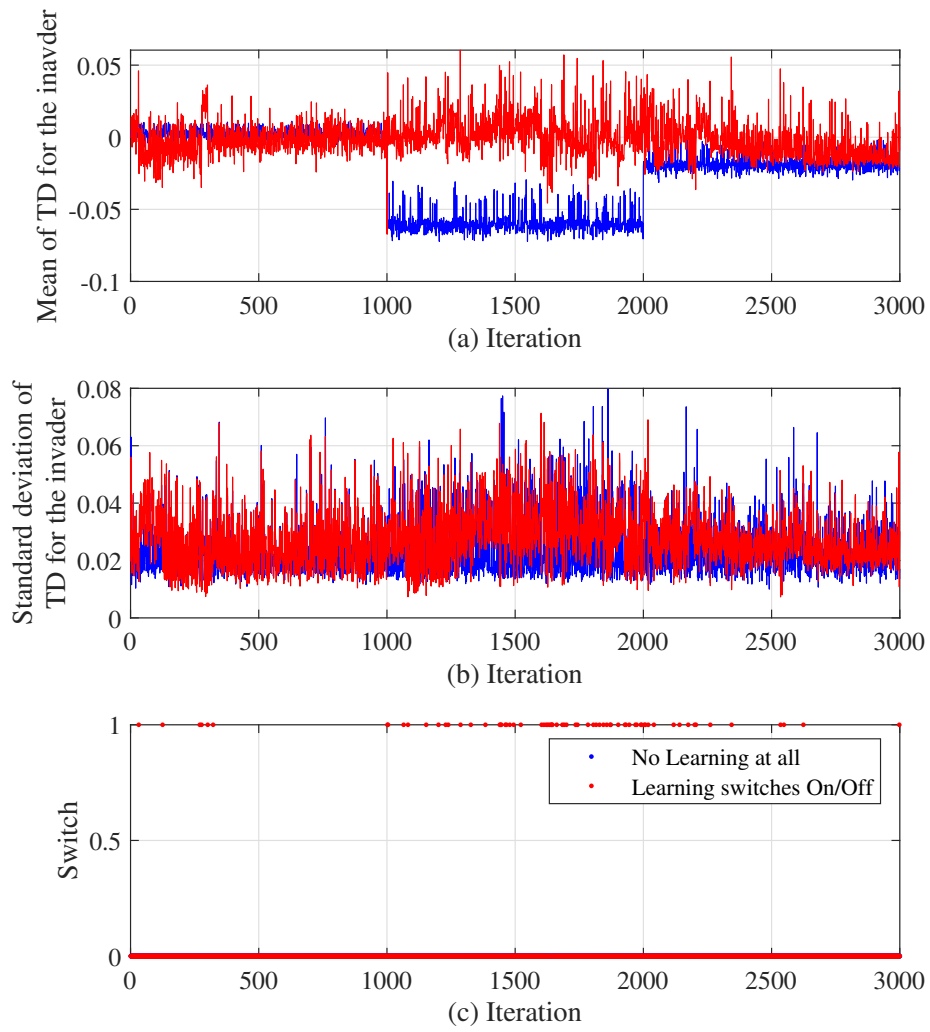 Mean of TD for the inavder
0.05
0
-0.05
-0.1
0 500 1000 1500 2000 2500 3000
(a) Iteration
Standard deviation of
TD for the invader
0.08
0.06
0.04
0.02
0
0 500 1000 1500 2000 2500 3000
(b) Iteration
Switch
1
0.5
0
No Learning at all
Learning switches On/Off
0 500 1000 1500 2000 2500 3000
(c) Iteration